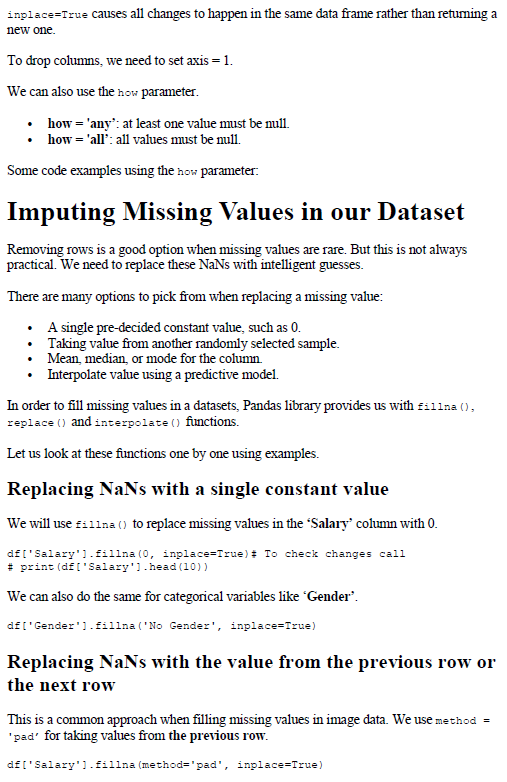 inplace=True causes all changes to happen in the same data frame rather than returning a
new one.
To drop columns, we need to set axis = 1.
We can also use the how parameter.
• how = 'any’: at least one value must be null.
• how = 'all’: all values must be null.
Some code examples using the how parameter:
Imputing Missing Values in our Dataset
Removing rows is a good option when missing values are rare. But this is not always
practical. We need to replace these NaNs with intelligent guesses.
There are many options to pick from when replacing a missing value:
• A single pre-decided constant value, such as 0.
• Taking value from another randomly selected sample.
• Mean, median, or mode for the column.
• Interpolate value using a predictive model.
In order to fill missing values in a datasets, Pandas library provides us with fillna(),
replace() and interpolate() functions.
Let us look at these functions one by one using examples.
Replacing NaNs with a single constant value
We will use fillna() to replace missing values in the ‘Salary’ column with 0.
df['Salary'].fillna(0, inplace=True)# To check changes call
# print(df['Salary'].head(10))
We can also do the same for categorical variables like ‘Gender’.
df['Gender'].fillna('No Gender', inplace=True)
Replacing NaNs with the value from the previous row or
the next row
This is a common approach when filling missing values in image data. We use method =
'pad’ for taking values from the previous row.
df['Salary'].fillna(method='pad', inplace=True)